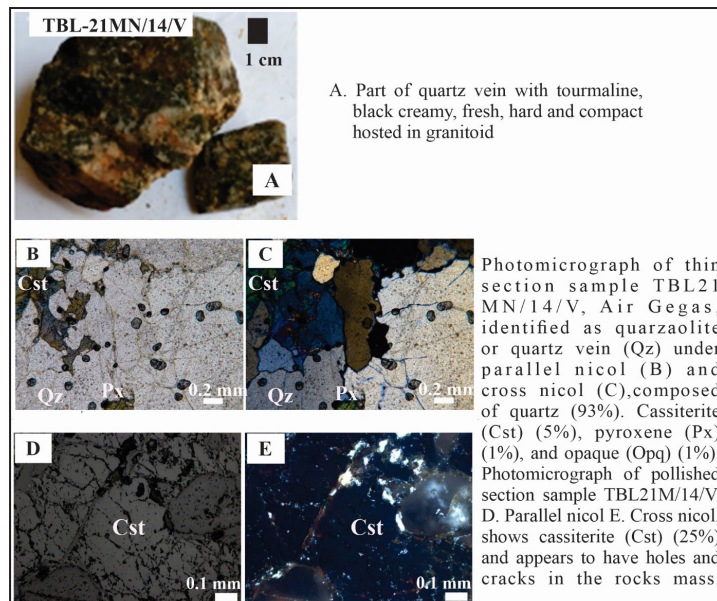 TBL-21MN/14/V
1 cm
A
A. Part of quartz vein with tourmaline,
black creamy, fresh, hard and compact
hosted in granitoid
B
Cst
Qz
Px
0.2 mm
C
Cst
Px
0.2 mm
Photomicrograph of thin
section sample TBL21
MN/14/V, Air Gegas,
identified as quarzaolite
or quartz vein (Qz) under
parallel nicol (B) and
cross nicol (C),composed
of quartz (93%). Cassiterite
(Cst) (5%), pyroxene (Px)
(1%), and opaque (Opq) (1%)
Photomicrograph of pollished
section sample TBL21M/14/V
D. Parallel nicol E. Cross nicol
shows cassiterite (Cst) (25%)
and appears to have holes and
cracks in the rocks mass
D
Cst
0.1 mm
E
Cst
0.1 mm